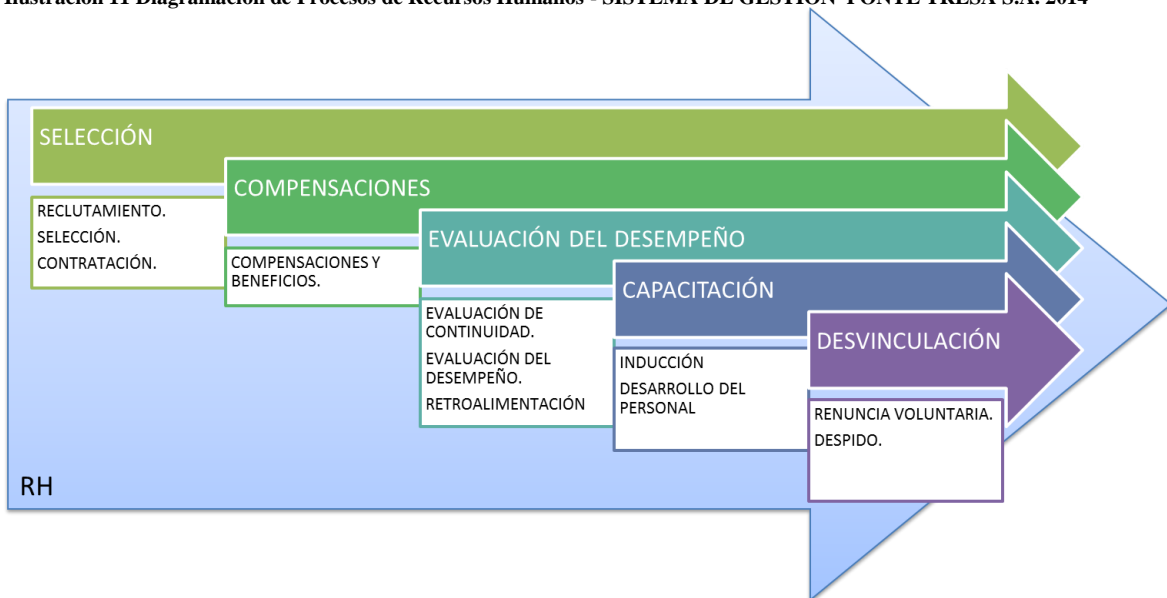 Ilustración 11 Diagramación de Procesos de Recursos Humanos - SISTEMA DE GESTIÓN PONTE TRESA S.A. 2014
SELECCIÓN
RECLUTAMIENTO.
SELECCIÓN.
CONTRATACIÓN.
COMPENSACIONES
COMPENSACIONES Y
BENEFICIOS.
EVALUACIÓN DEL DESEMPEÑO
EVALUACIÓN DE
CONTINUIDAD.
EVALUACIÓN DEL
DESEMPEÑO.
RETROALIMENTACIÓN
CAPACITACIÓN
INDUCCIÓN
DESARROLLO DEL
PERSONAL
DESVINCULACIÓN
RENUNCIA VOLUNTARIA.
DESPIDO.
RH